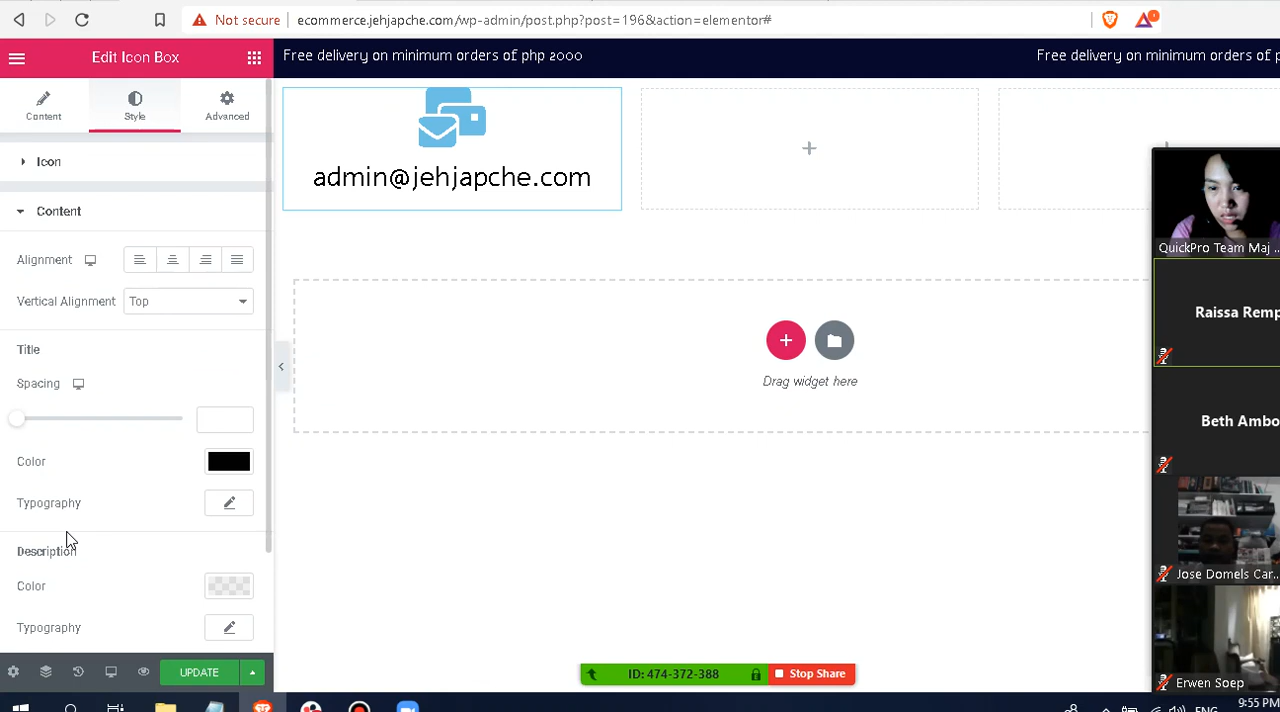 Not secure
ecommerce.jehjapche.com/wp-admin/post.php?post=196&action=elementor#
Edit Icon Box
Free delivery on minimum orders of php 2000
Free delivery on minimum orders of
Content
Style
Advanced
Icon
admin@jehjapche.com
Content
Alignment
Vertical Alignment
Top
Title
Spacing
Color
Typography
Description
Color
Typography
UPDATE
Drag widget here
ID: 474-372-388
Stop Share
QuickPro Team Maj ...
Raissa Remp
Beth Ambo
Jose Domels Car...
Erwen Soep
ENG
9:55 PM